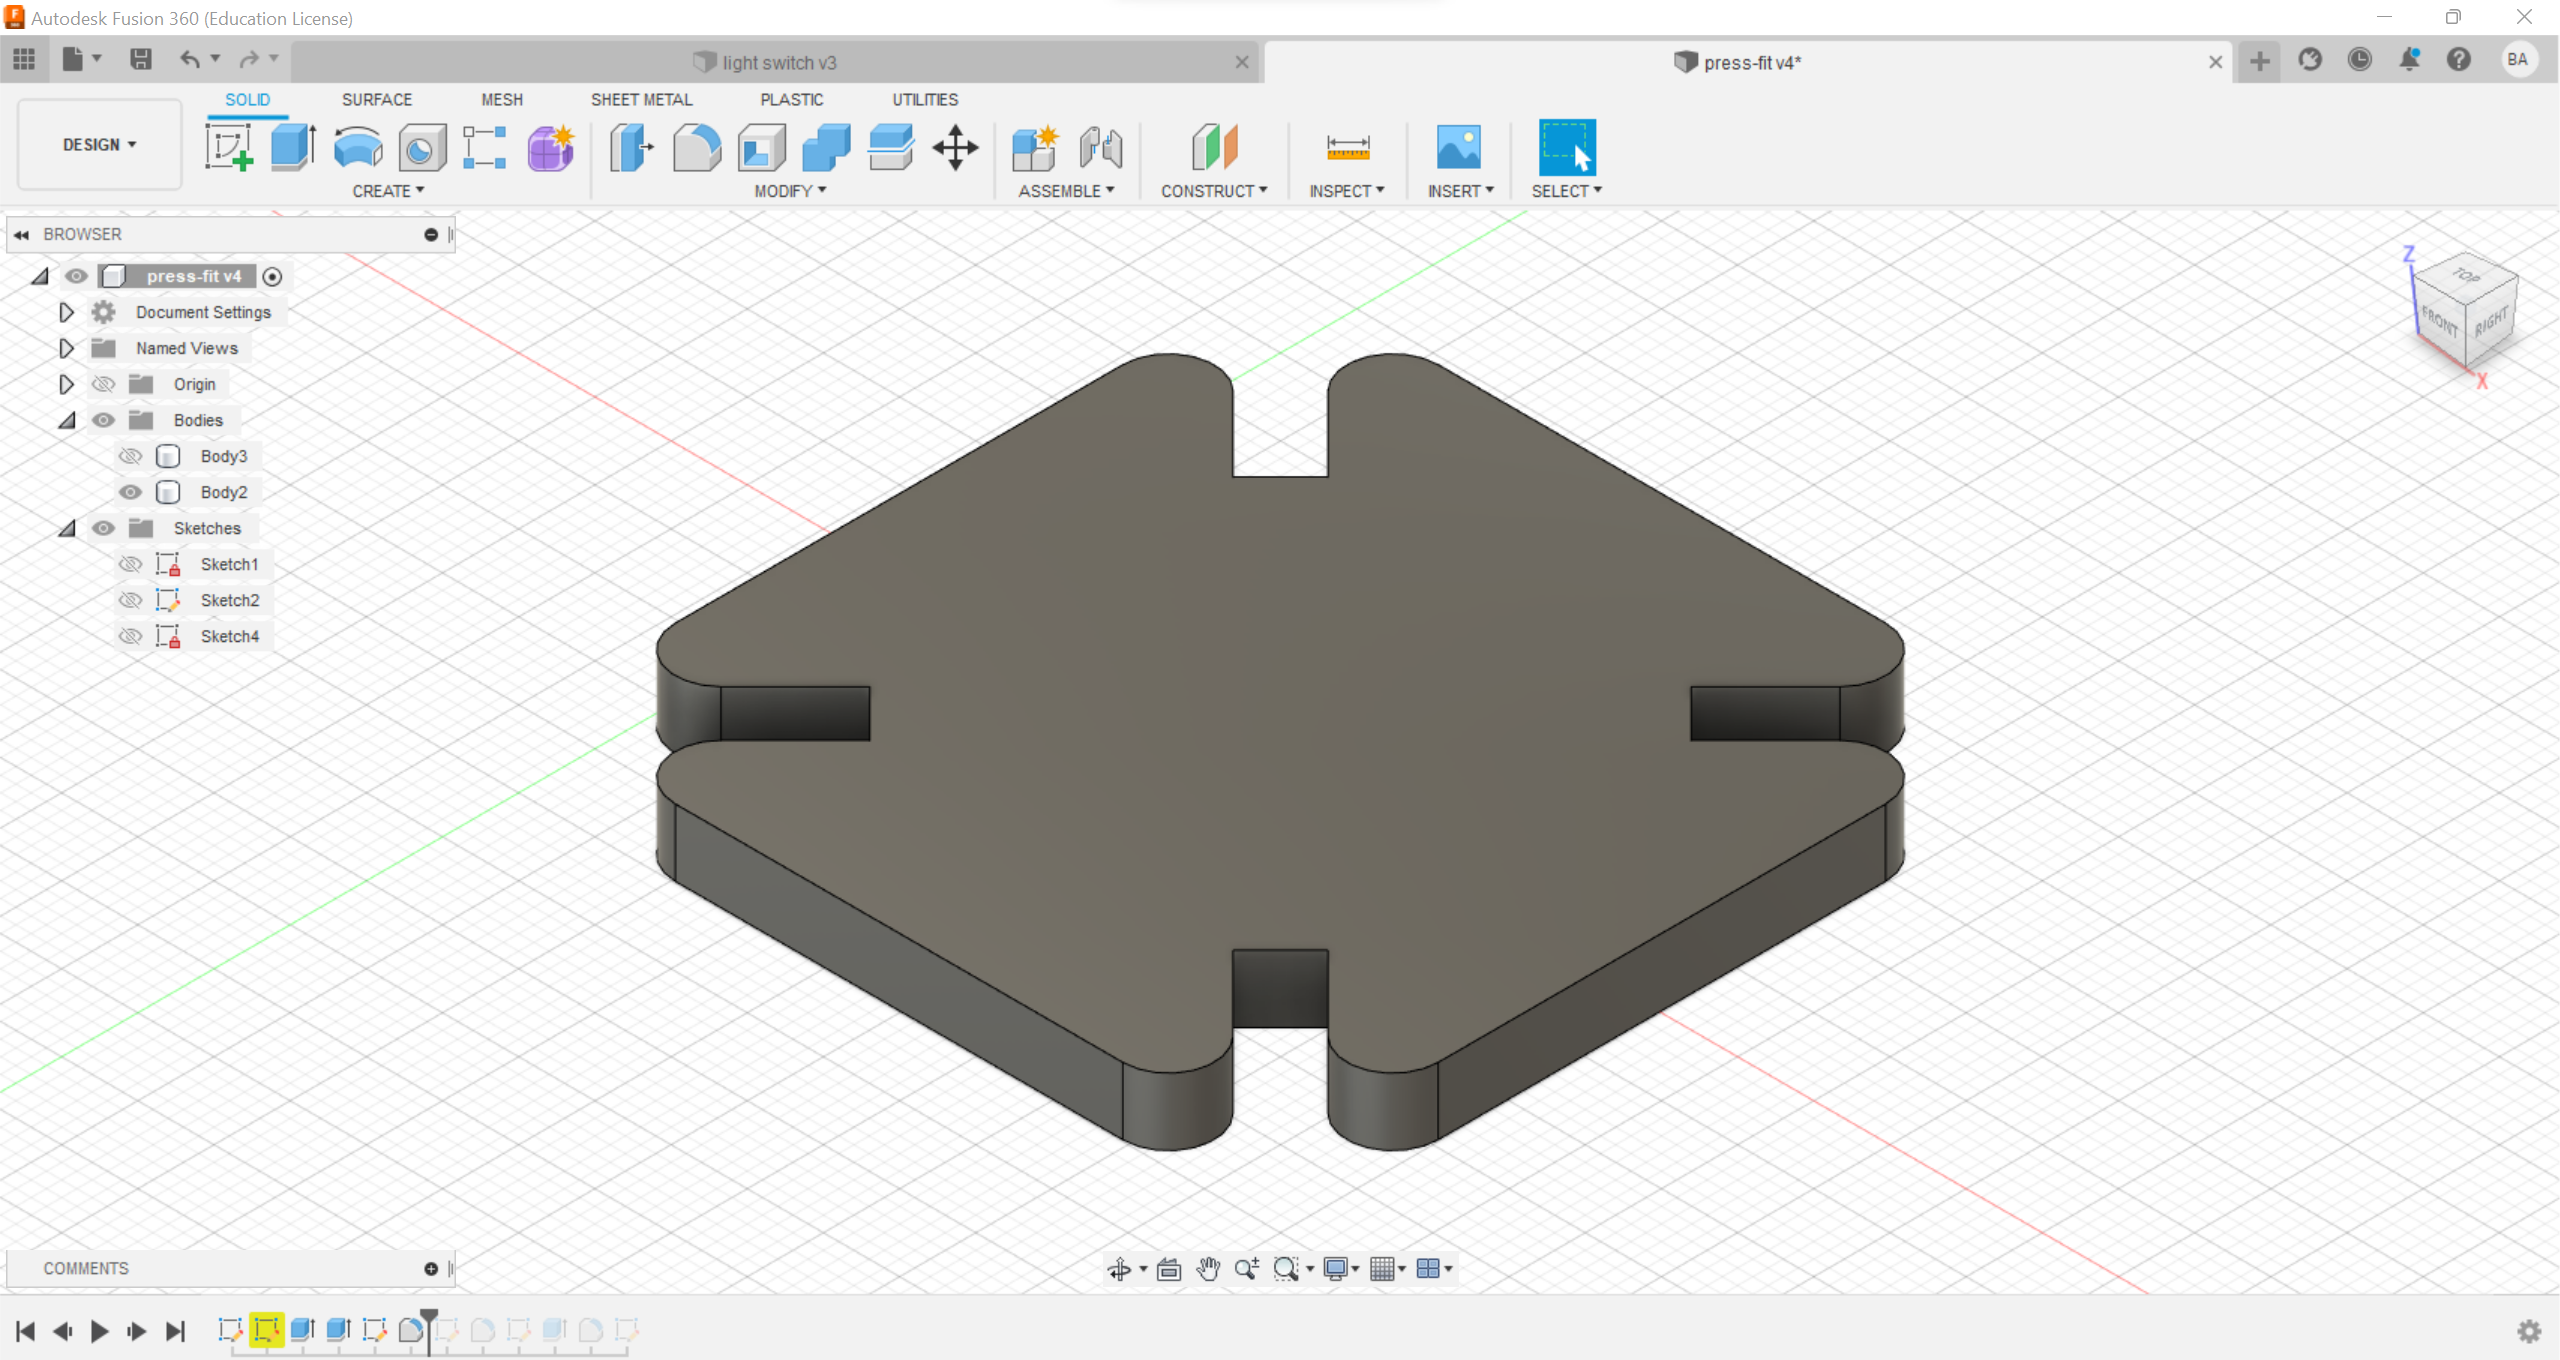 Autodesk Fusion 360 (Education License)
light switch v3
press-fit v4*
BA
DESIGN
SOLID SURFACE MESH SHEET METAL PLASTIC UTILITIES
CREATE MODIFY ASSEMBLE CONSTRUCT INSPECT INSERT SELECT
BROWSER
press-fit v4
Document Settings
Named Views
Origin
Bodies
Body3
Body2
Sketches
Sketch1
Sketch2
Sketch4
Z
TOP
FRONT
RIGHT
X
COMMENTS